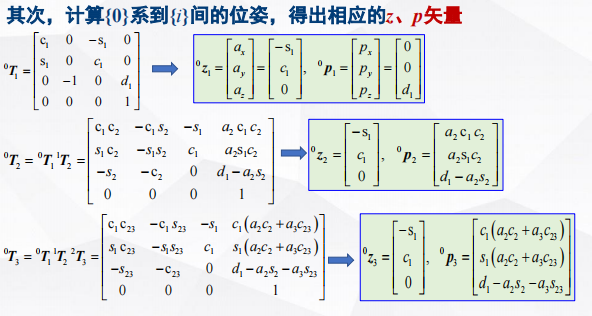 其次，计算{0}系到{i}间的位姿，得出相应的z、p矢量
⁰T₁ = [c₁ 0 −s₁ 0; s₁ 0 c₁ 0; 0 −1 0 d₁; 0 0 0 1] ⁰z₁ = [aₓ; a_y; a_z] = [−s₁; c₁; 0], ⁰p₁ = [pₓ; p_y; p_z] = [0; 0; d₁]
⁰T₂ = ⁰T₁ ¹T₂ = [c₁c₂ −c₁s₂ −s₁ a₂c₁c₂; s₁c₂ −s₁s₂ c₁ a₂s₁c₂; −s₂ −c₂ 0 d₁−a₂s₂; 0 0 0 1] ⁰z₂ = [−s₁; c₁; 0], ⁰p₂ = [a₂c₁c₂; a₂s₁c₂; d₁−a₂s₂]
⁰T₃ = ⁰T₁ ¹T₂ ²T₃ = [c₁c₂₃ −c₁s₂₃ −s₁ c₁(a₂c₂+a₃c₂₃); s₁c₂₃ −s₁s₂₃ c₁ s₁(a₂c₂+a₃c₂₃); −s₂₃ −c₂₃ 0 d₁−a₂s₂−a₃s₂₃; 0 0 0 1] ⁰z₃ = [−s₁; c₁; 0], ⁰p₃ = [c₁(a₂c₂+a₃c₂₃); s₁(a₂c₂+a₃c₂₃); d₁−a₂s₂−a₃s₂₃]